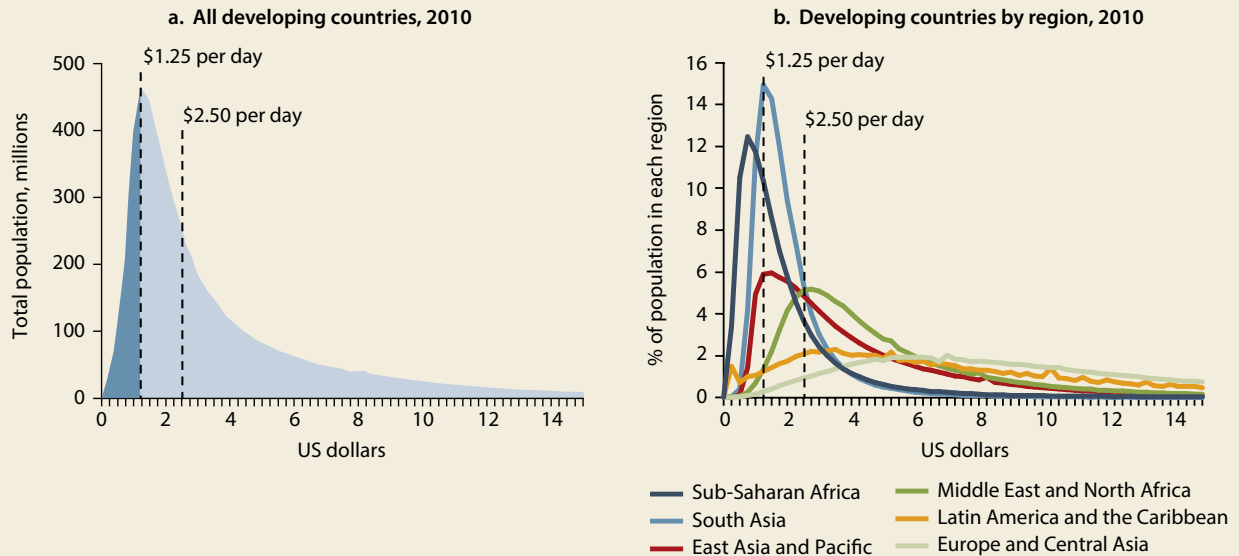 a. All developing countries, 2010
$1.25 per day
$2.50 per day
Total population, millions
500
400
300
200
100
0
0 2 4 6 8 10 12 14
US dollars
b. Developing countries by region, 2010
$1.25 per day
$2.50 per day
% of population in each region
16
14
12
10
8
6
4
2
0
0 2 4 6 8 10 12 14
US dollars
Sub-Saharan Africa
South Asia
East Asia and Pacific
Middle East and North Africa
Latin America and the Caribbean
Europe and Central Asia